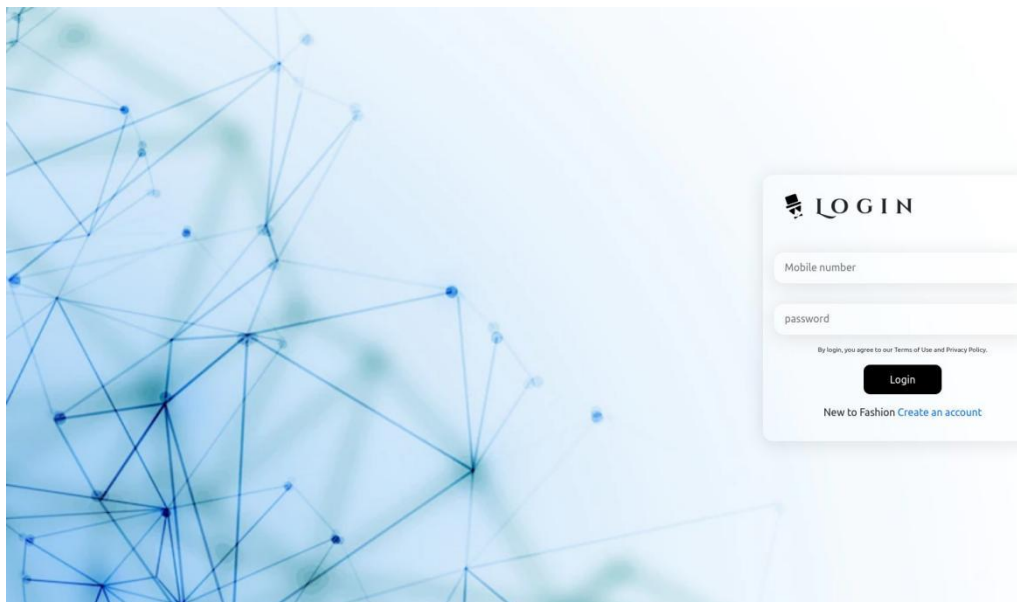 LOGIN
Mobile number
password
By login, you agree to our Terms of Use and Privacy Policy.
Login
New to Fashion Create an account